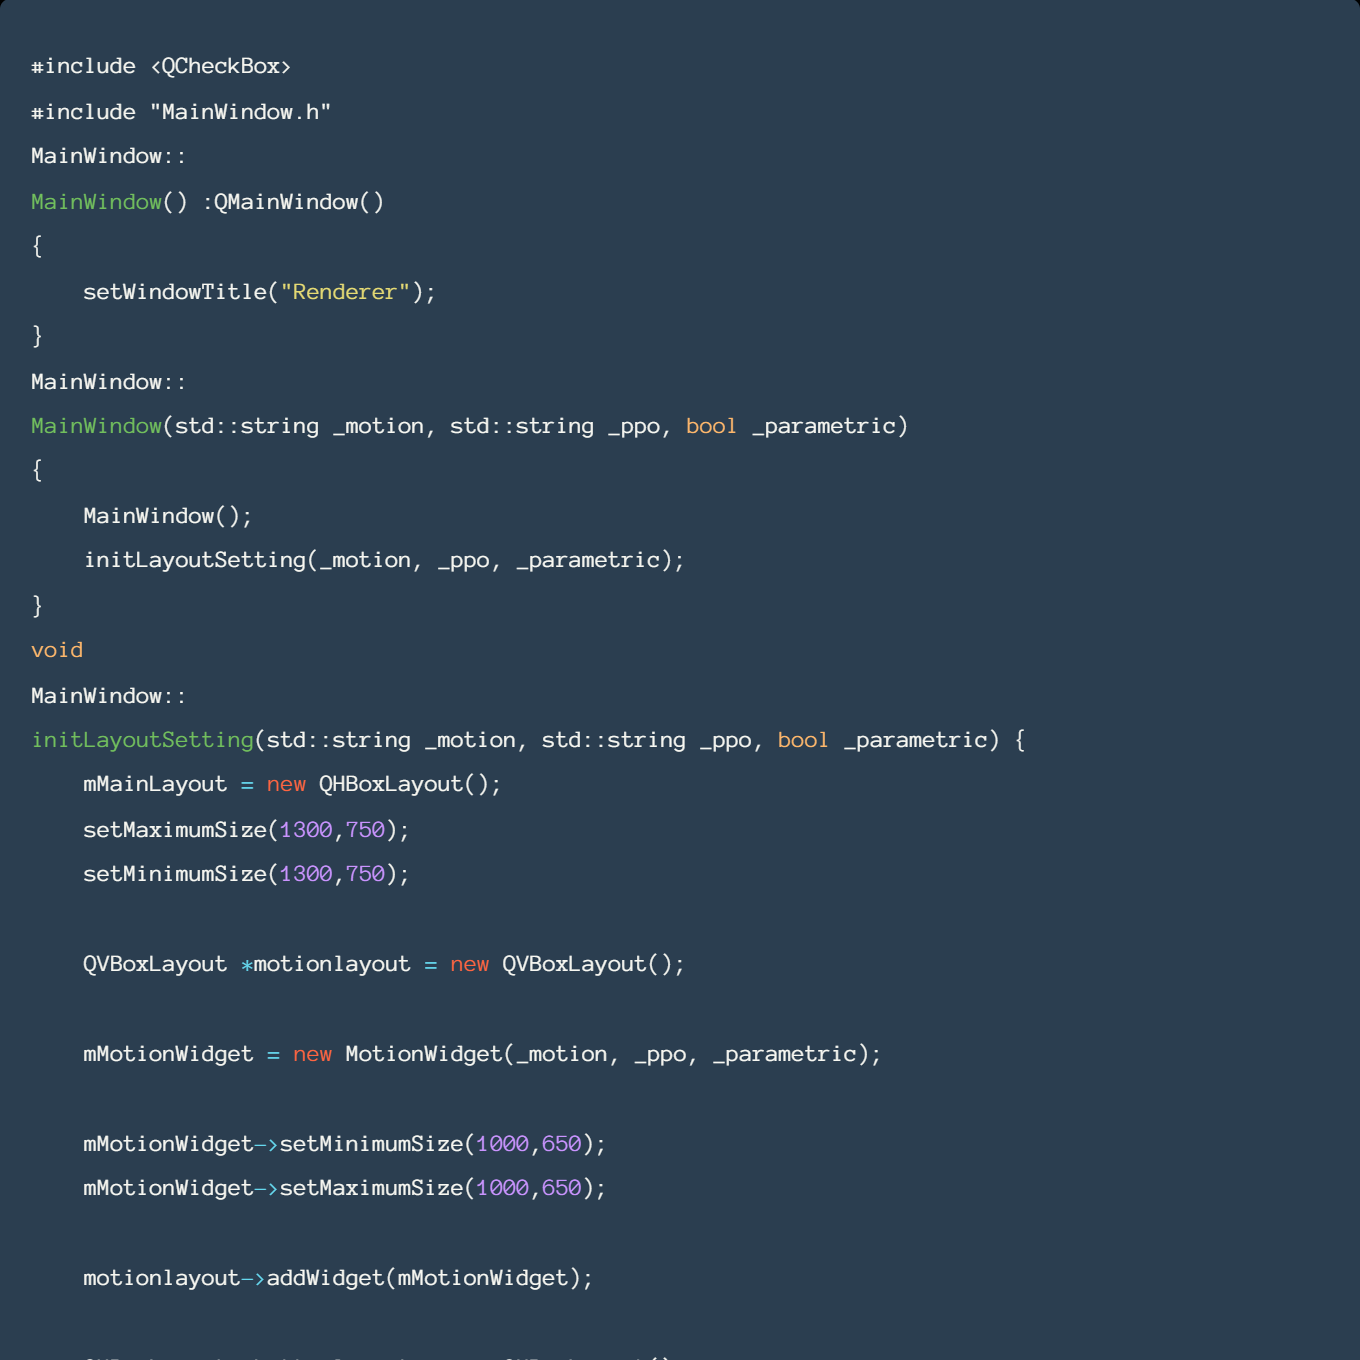 #include <QCheckBox>
#include "MainWindow.h"
MainWindow::
MainWindow() :QMainWindow()
{
    setWindowTitle("Renderer");
}
MainWindow::
MainWindow(std::string _motion, std::string _ppo, bool _parametric)
{
    MainWindow();
    initLayoutSetting(_motion, _ppo, _parametric);
}
void
MainWindow::
initLayoutSetting(std::string _motion, std::string _ppo, bool _parametric) {
    mMainLayout = new QHBoxLayout();
    setMaximumSize(1300,750);
    setMinimumSize(1300,750);
    QVBoxLayout *motionlayout = new QVBoxLayout();
    mMotionWidget = new MotionWidget(_motion, _ppo, _parametric);
    mMotionWidget->setMinimumSize(1000,650);
    mMotionWidget->setMaximumSize(1000,650);
    motionlayout->addWidget(mMotionWidget);